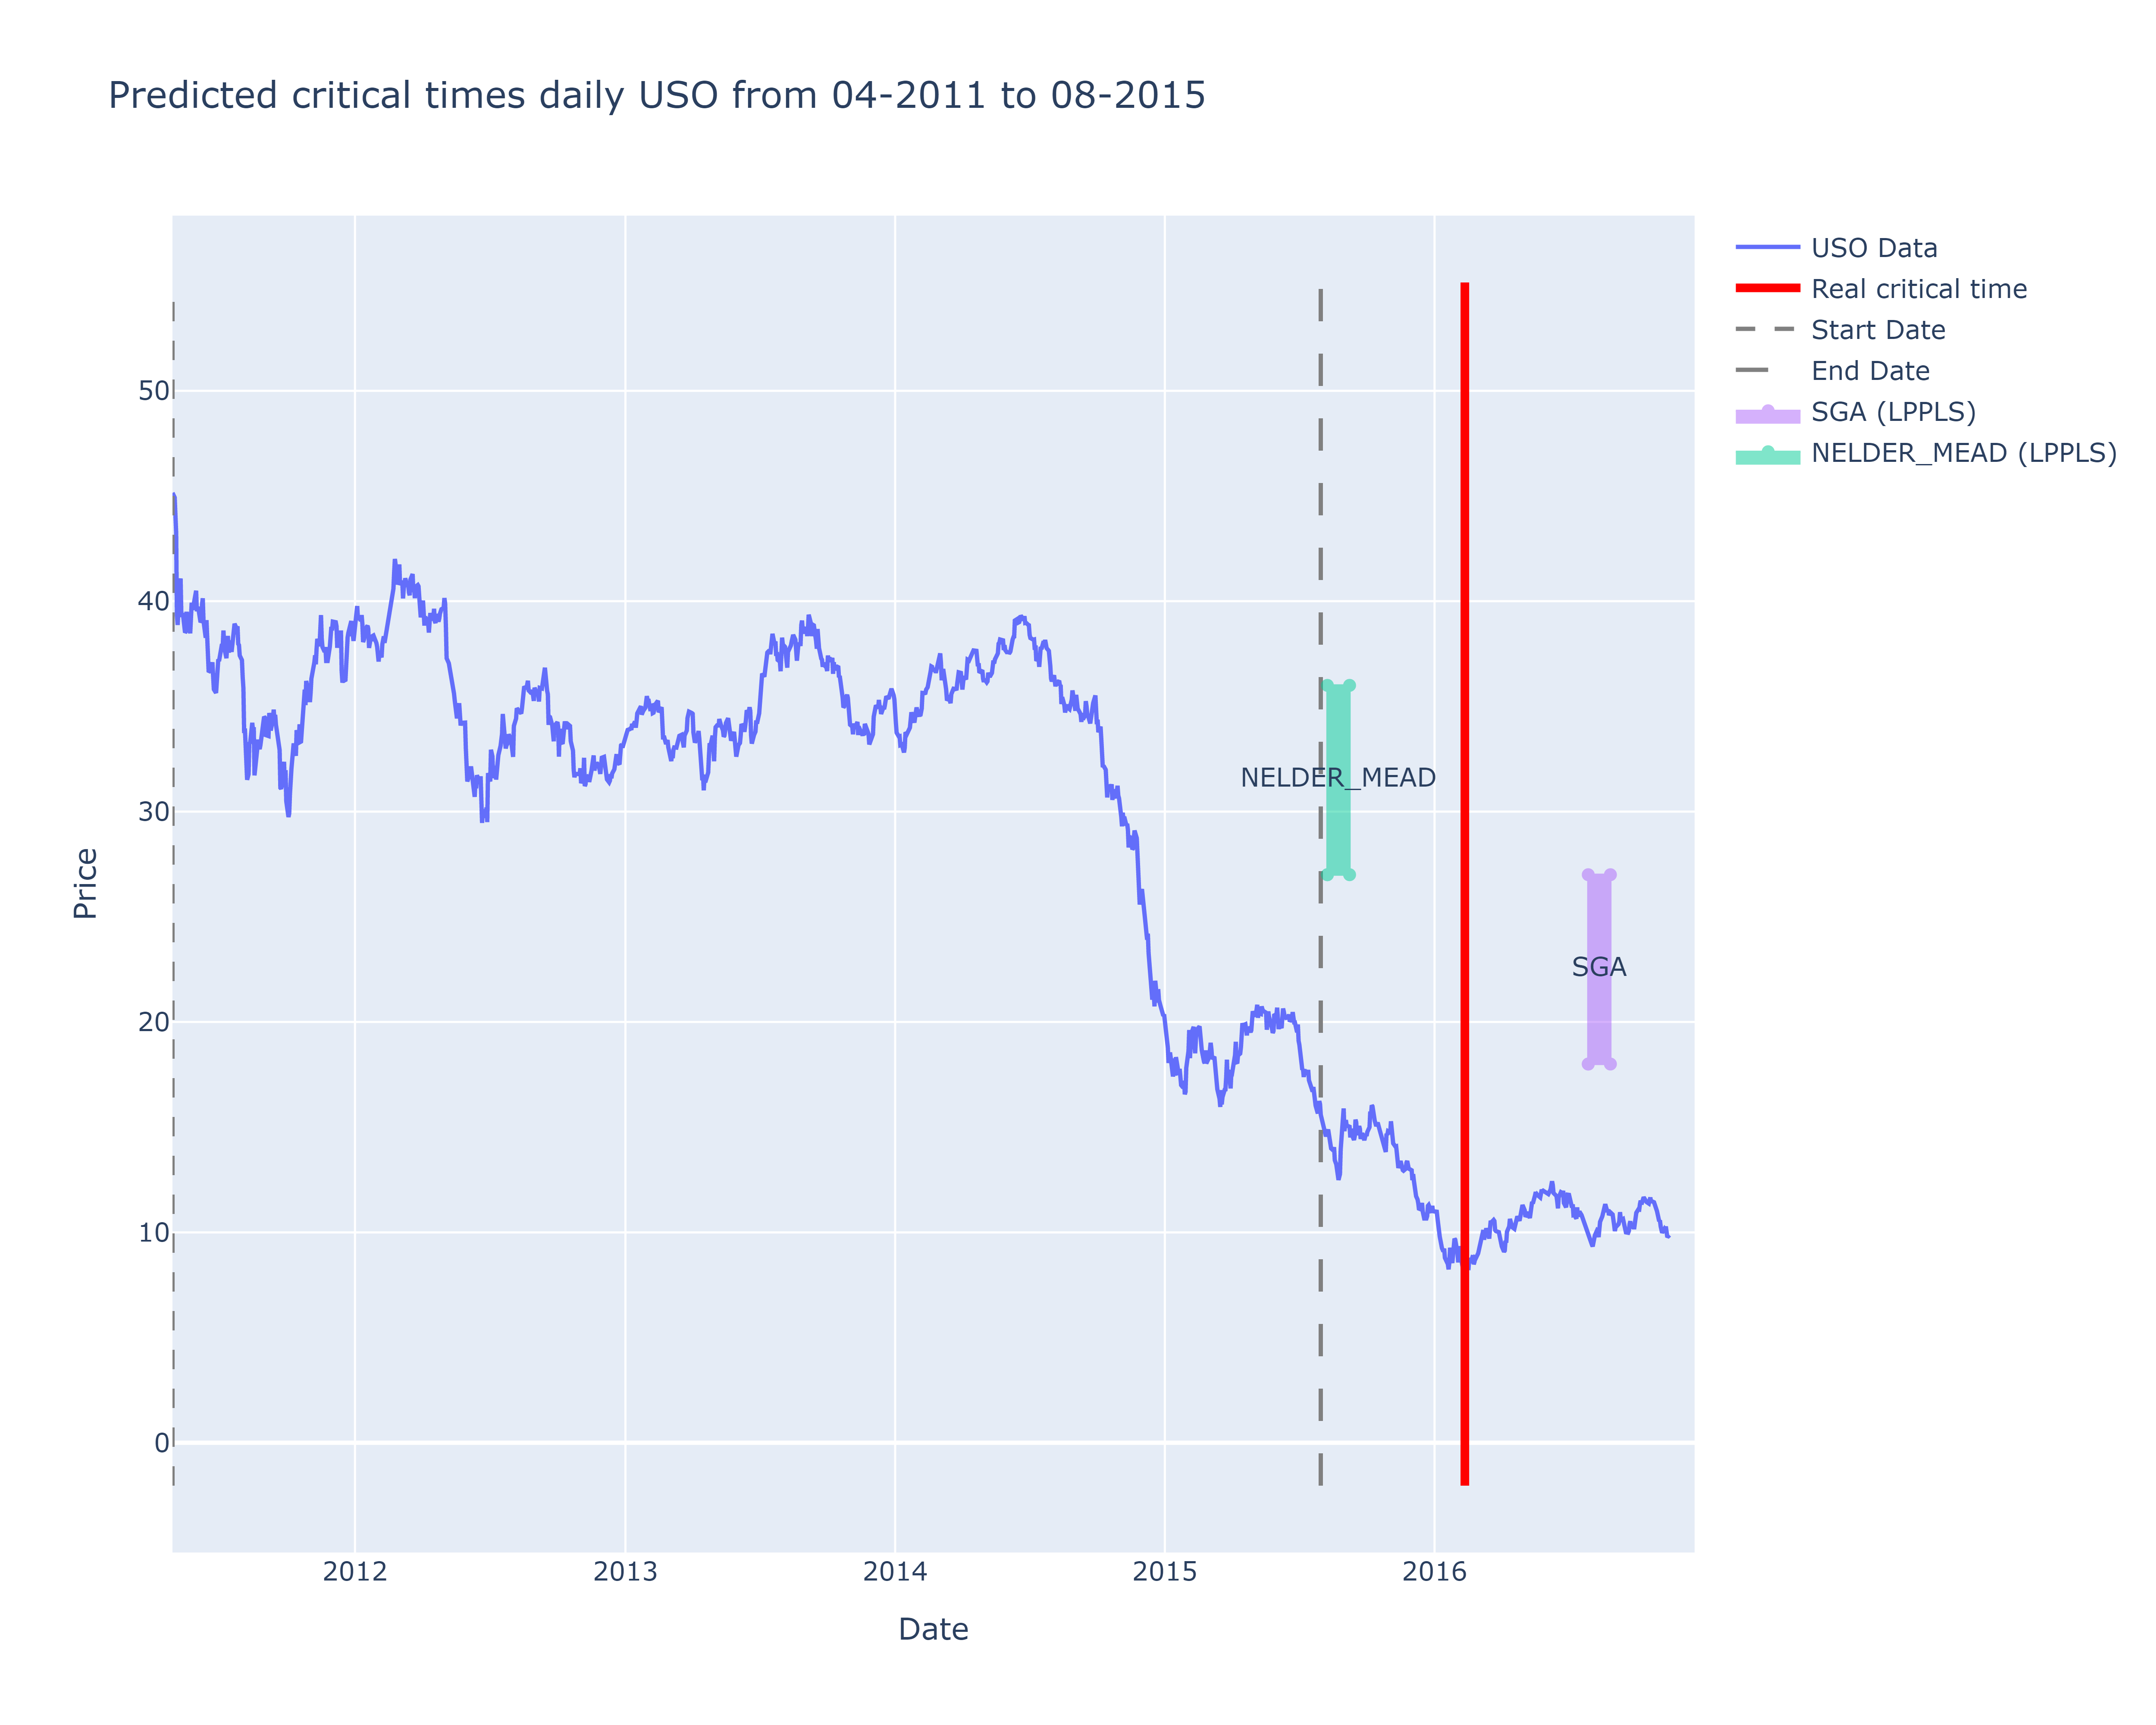 Predicted critical times daily USO from 04-2011 to 08-2015
USO Data
Real critical time
Start Date
End Date
SGA (LPPLS)
NELDER_MEAD (LPPLS)
50
40
30
20
10
0
Price
NELDER_MEAD
SGA
2012
2013
2014
2015
2016
Date